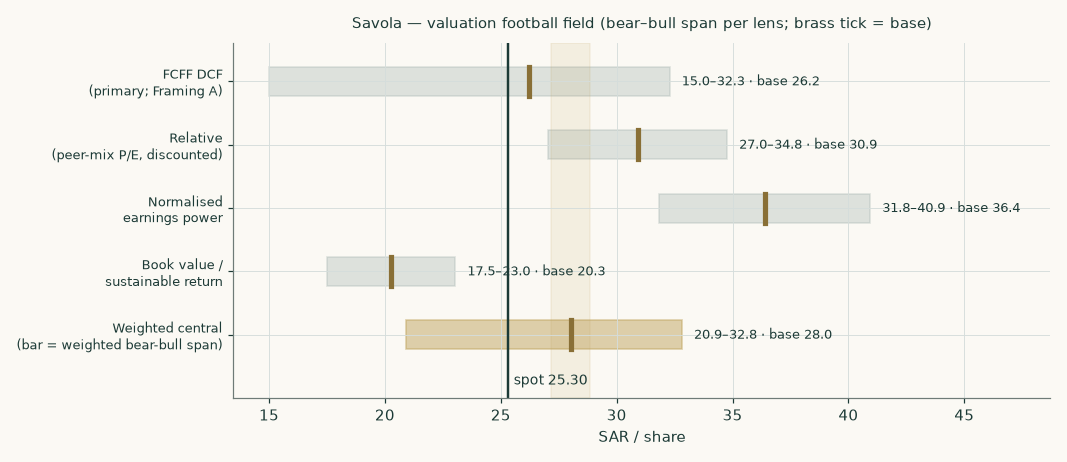 Savola — valuation football field (bear–bull span per lens; brass tick = base)
FCFF DCF
(primary; Framing A)
15.0–32.3 · base 26.2
Relative
(peer-mix P/E, discounted)
27.0–34.8 · base 30.9
Normalised
earnings power
31.8–40.9 · base 36.4
Book value /
sustainable return
17.5–23.0 · base 20.3
Weighted central
(bar = weighted bear-bull span)
20.9–32.8 · base 28.0
spot 25.30
15 20 25 30 35 40 45
SAR / share